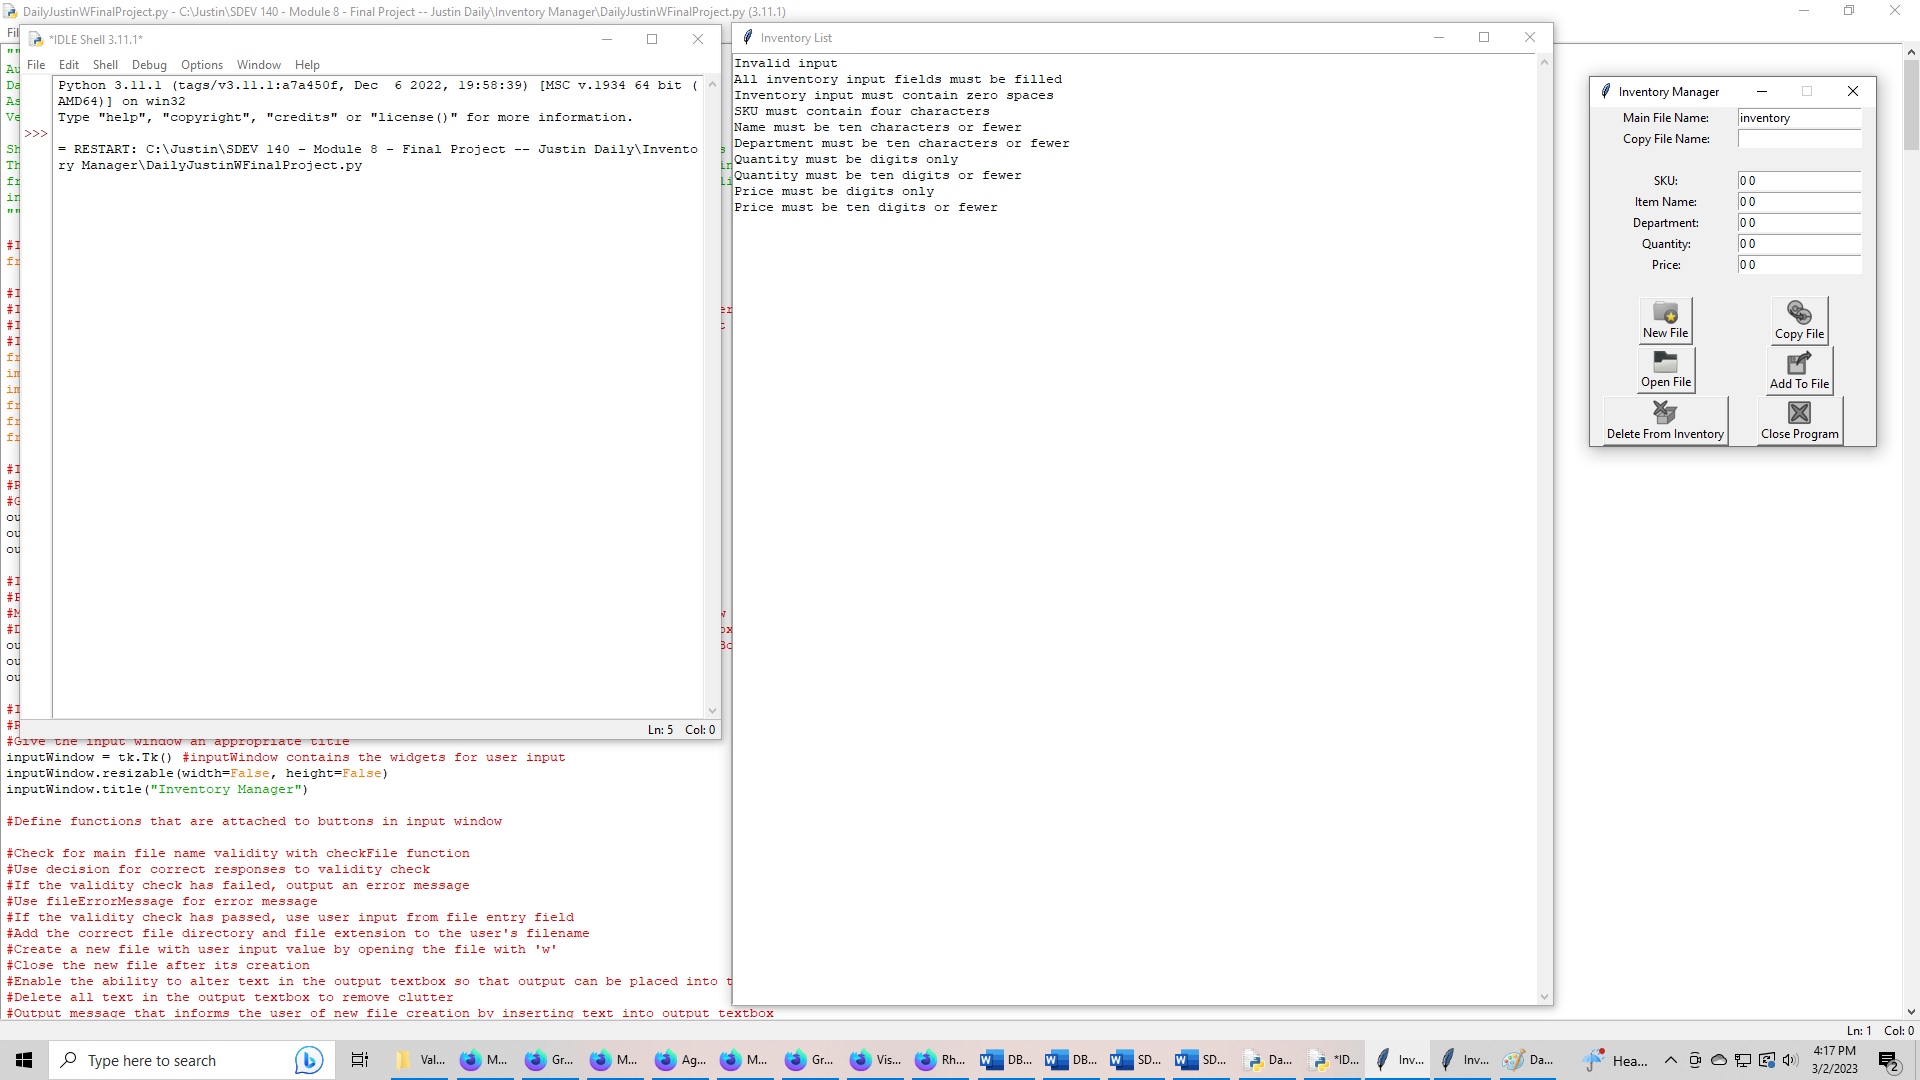 DailyJustinWFinalProject.py - C:\Justin\SDEV 140 - Module 8 - Final Project -- Justin Daily\Inventory Manager\DailyJustinWFinalProject.py (3.11.1)
*IDLE Shell 3.11.1*
File Edit Shell Debug Options Window Help
Python 3.11.1 (tags/v3.11.1:a7a450f, Dec  6 2022, 19:58:39) [MSC v.1934 64 bit (
AMD64)] on win32
Type "help", "copyright", "credits" or "license()" for more information.
>>>
= RESTART: C:\Justin\SDEV 140 - Module 8 - Final Project -- Justin Daily\Invento
ry Manager\DailyJustinWFinalProject.py
Ln: 5 Col: 0
Inventory List
Invalid input
All inventory input fields must be filled
Inventory input must contain zero spaces
SKU must contain four characters
Name must be ten characters or fewer
Department must be ten characters or fewer
Quantity must be digits only
Quantity must be ten digits or fewer
Price must be digits only
Price must be ten digits or fewer
Inventory Manager
Main File Name: inventory
Copy File Name:
SKU: 0 0
Item Name: 0 0
Department: 0 0
Quantity: 0 0
Price: 0 0
New File Copy File
Open File Add To File
Delete From Inventory Close Program
#Give the input window an appropriate title
inputWindow = tk.Tk() #inputWindow contains the widgets for user input
inputWindow.resizable(width=False, height=False)
inputWindow.title("Inventory Manager")
#Define functions that are attached to buttons in input window
#Check for main file name validity with checkFile function
#Use decision for correct responses to validity check
#If the validity check has failed, output an error message
#Use fileErrorMessage for error message
#If the validity check has passed, use user input from file entry field
#Add the correct file directory and file extension to the user's filename
#Create a new file with user input value by opening the file with 'w'
#Close the new file after its creation
#Enable the ability to alter text in the output textbox so that output can be placed into t
#Delete all text in the output textbox to remove clutter
#Output message that informs the user of new file creation by inserting text into output textbox
Ln: 1 Col: 0
Type here to search
Val... M... Gr... M... Ag... M... Gr... Vis... Rh... DB... DB... SD... SD... Da... *ID... Inv... Inv... Da... Hea...
4:17 PM
3/2/2023
2